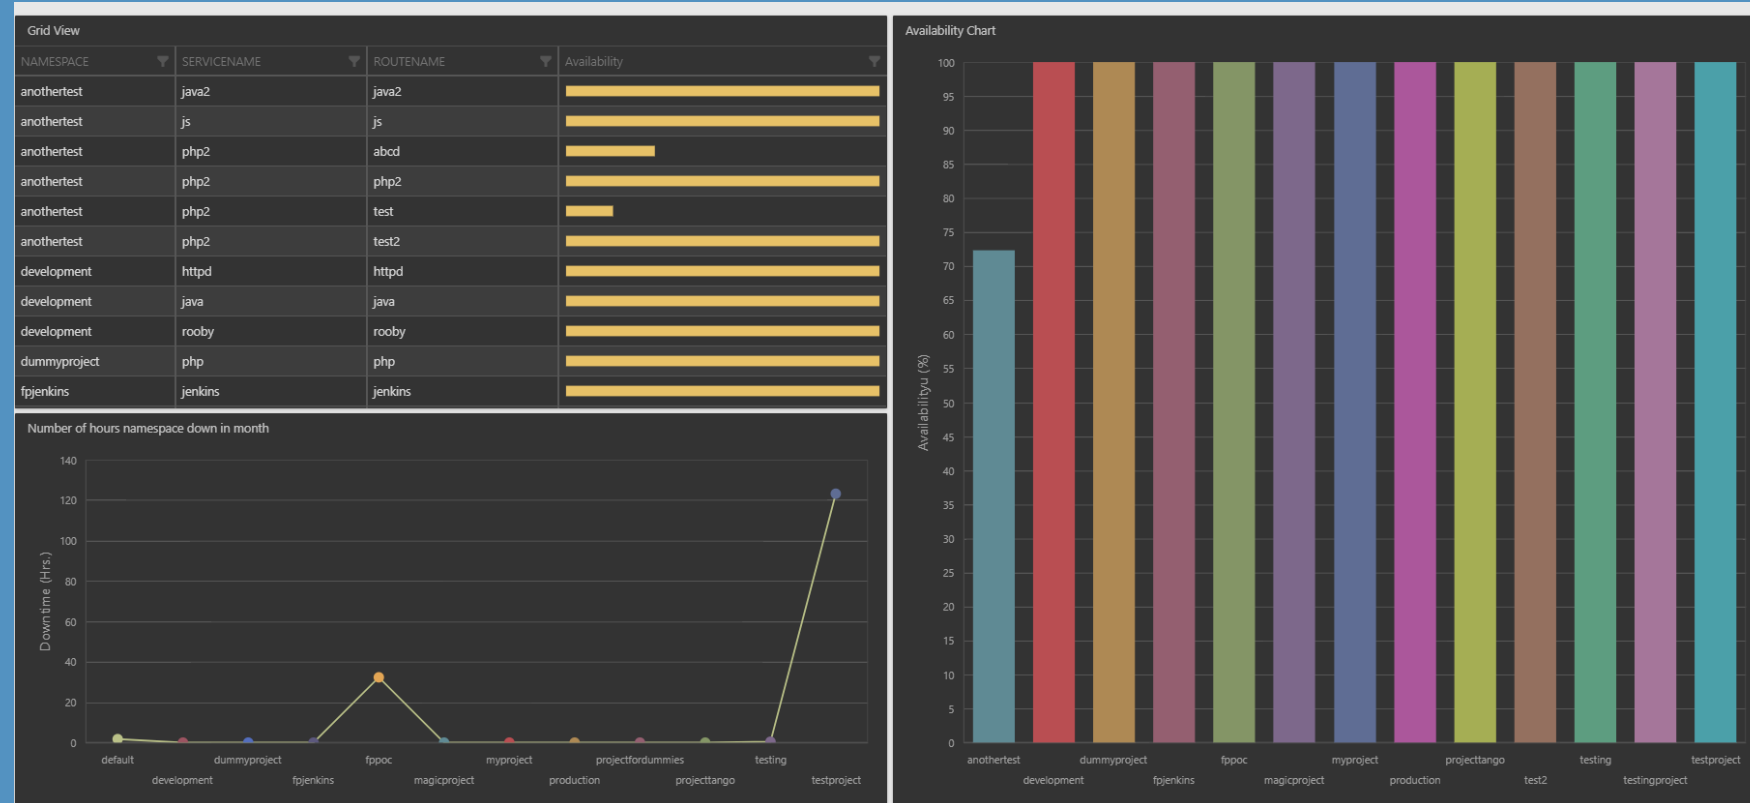 Grid View
NAMESPACE SERVICENAME ROUTENAME Availability
anothertest java2 java2
anothertest js js
anothertest php2 abcd
anothertest php2 php2
anothertest php2 test
anothertest php2 test2
development httpd httpd
development java java
development rooby rooby
dummyproject php php
fpjenkins jenkins jenkins
Number of hours namespace down in month
140
120
100
80
60
40
20
0
Downtime (Hrs.)
default dummyproject fppoc myproject projectfordummies testing
development fpjenkins magicproject production projecttango testproject
Availability Chart
100
95
90
85
80
75
70
65
60
55
50
45
40
35
30
25
20
15
10
5
0
Availabilityu (%)
anothertest dummyproject fppoc myproject projecttango testing testproject
development fpjenkins magicproject production test2 testingproject